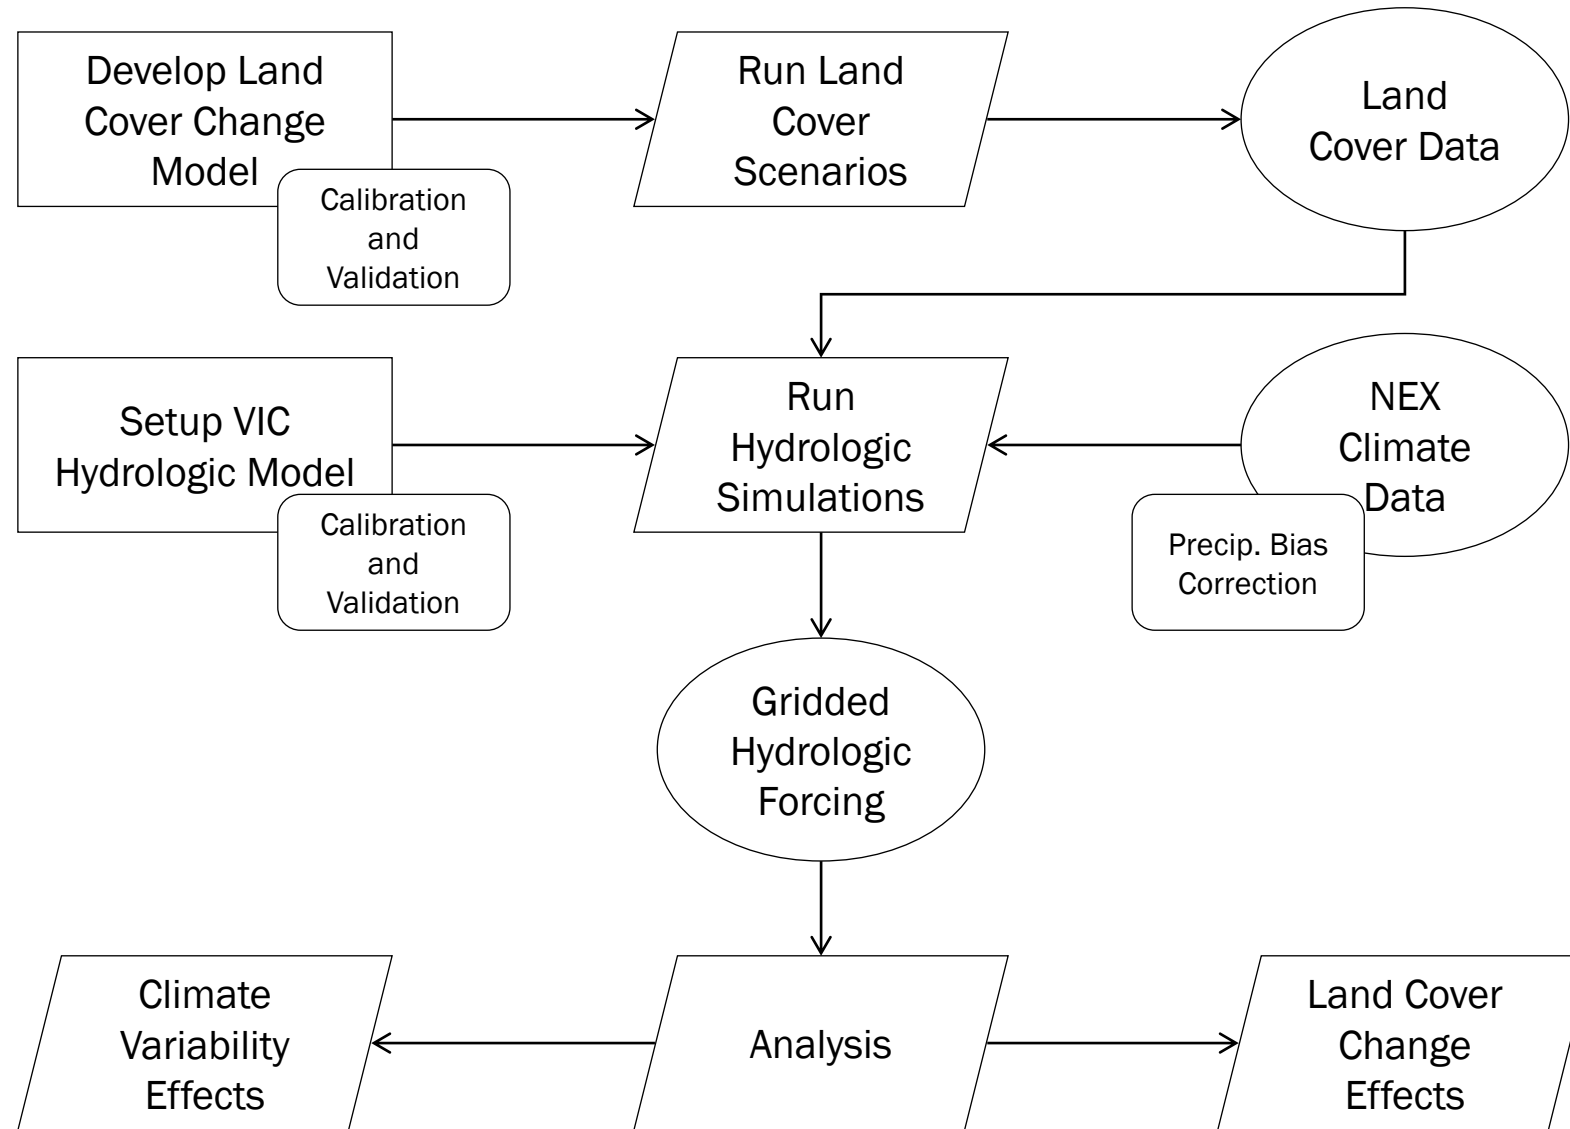 Develop Land
Cover Change
Model
Calibration
and
Validation
Run Land
Cover
Scenarios
Land
Cover Data
Setup VIC
Hydrologic Model
Calibration
and
Validation
Run
Hydrologic
Simulations
NEX
Climate
Data
Precip. Bias
Correction
Gridded
Hydrologic
Forcing
Climate
Variability
Effects
Analysis
Land Cover
Change
Effects